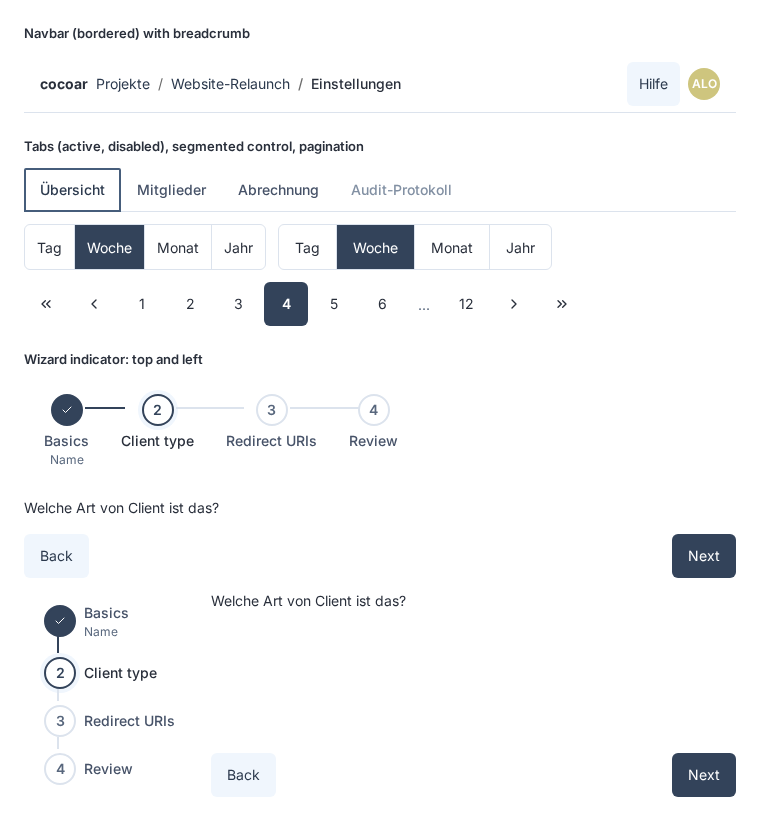 Navbar (bordered) with breadcrumb
cocoar Projekte / Website-Relaunch / Einstellungen Hilfe ALO
Tabs (active, disabled), segmented control, pagination
Übersicht Mitglieder Abrechnung Audit-Protokoll
Tag Woche Monat Jahr Tag Woche Monat Jahr
« ‹ 1 2 3 4 5 6 ... 12 › »
Wizard indicator: top and left
2 3 4
Basics Client type Redirect URIs Review
Name
Welche Art von Client ist das?
Back Next
Welche Art von Client ist das?
Basics
Name
2 Client type
3 Redirect URIs
4 Review
Back Next